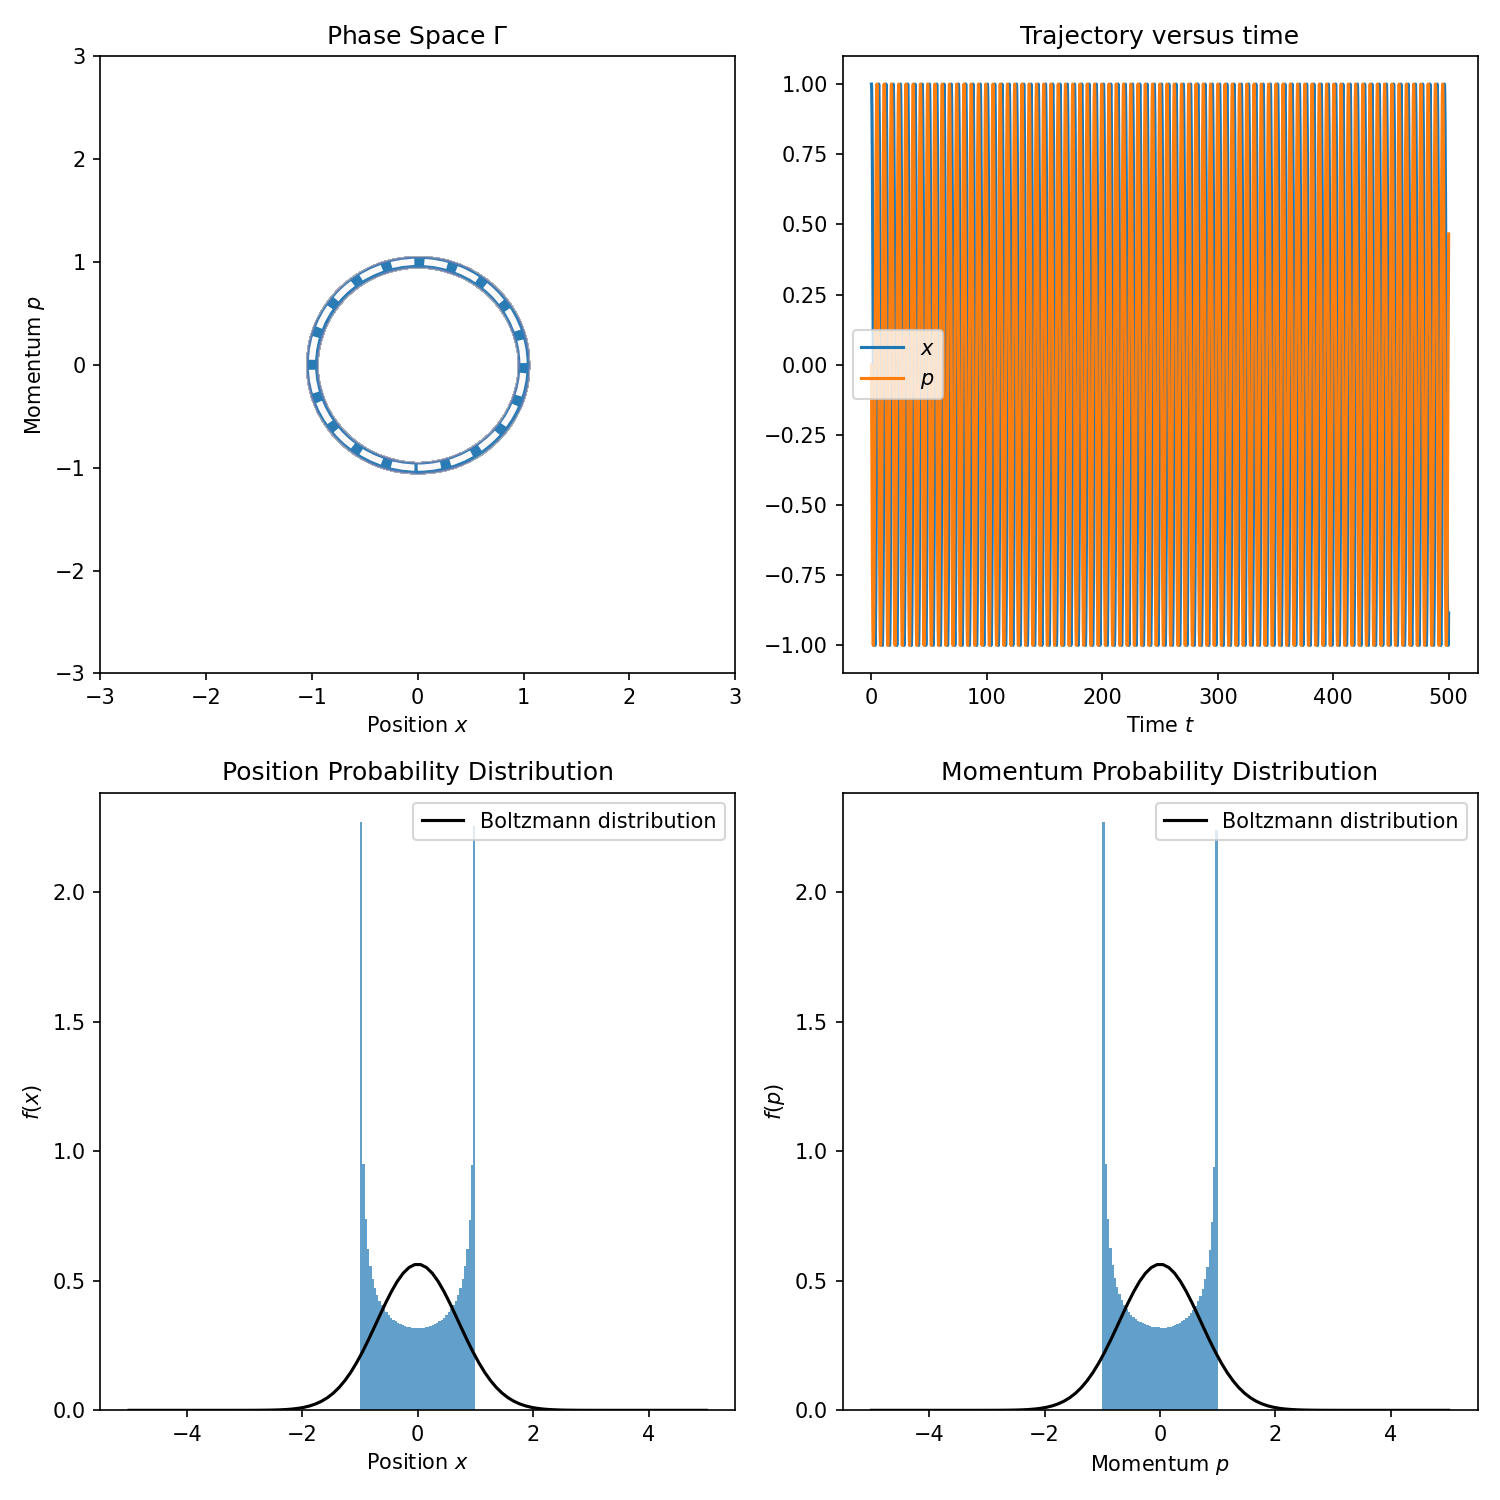 Phase Space Γ
3
2
1
0
−1
−2
−3
−3 −2 −1 0 1 2 3
Momentum p
Position x
Trajectory versus time
1.00
0.75
0.50
0.25
0.00
−0.25
−0.50
−0.75
−1.00
x
p
0 100 200 300 400 500
Time t
Position Probability Distribution
Boltzmann distribution
2.0
1.5
1.0
0.5
0.0
f(x)
−4 −2 0 2 4
Position x
Momentum Probability Distribution
Boltzmann distribution
2.0
1.5
1.0
0.5
0.0
f(p)
−4 −2 0 2 4
Momentum p